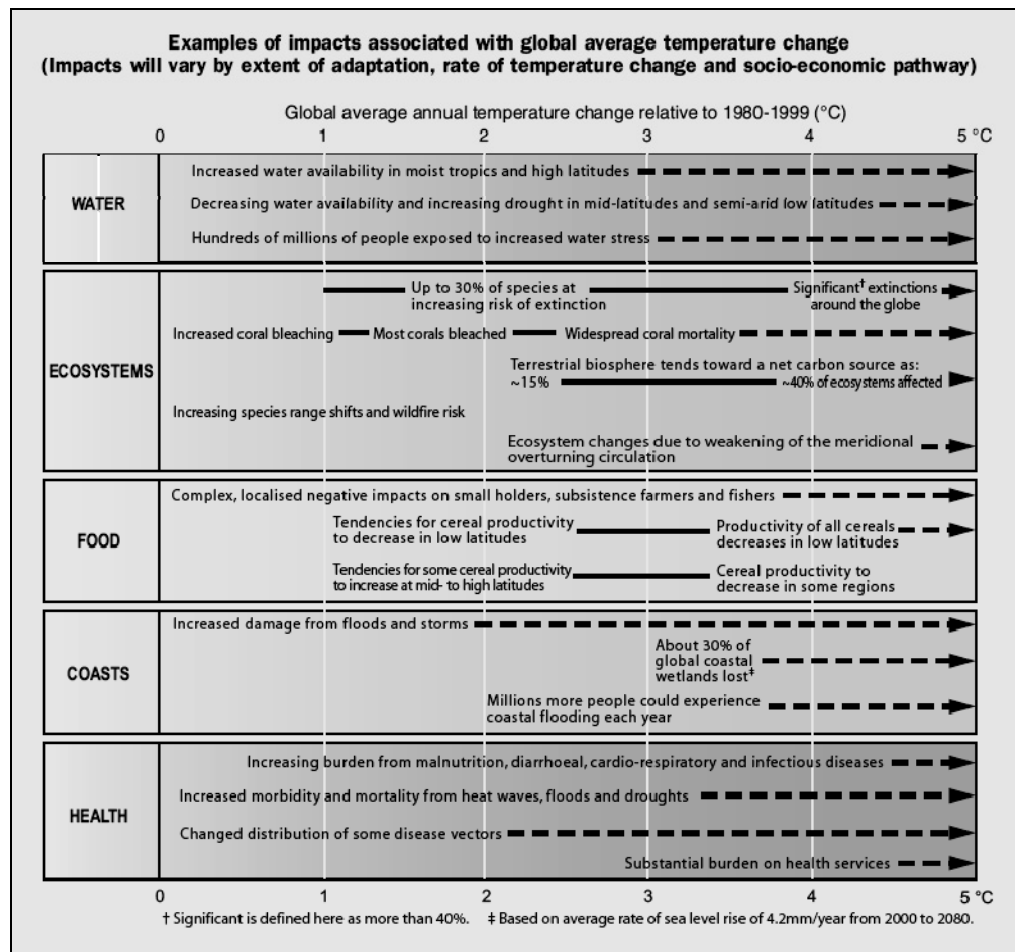 Examples of impacts associated with global average temperature change
(Impacts will vary by extent of adaptation, rate of temperature change and socio-economic pathway)
Global average annual temperature change relative to 1980-1999 (°C)
0 1 2 3 4 5 °C
WATER
Increased water availability in moist tropics and high latitudes
Decreasing water availability and increasing drought in mid-latitudes and semi-arid low latitudes
Hundreds of millions of people exposed to increased water stress
ECOSYSTEMS
Up to 30% of species at
increasing risk of extinction
Significant† extinctions
around the globe
Increased coral bleaching Most corals bleached Widespread coral mortality
Terrestrial biosphere tends toward a net carbon source as:
~15% ~40% of ecosystems affected
Increasing species range shifts and wildfire risk
Ecosystem changes due to weakening of the meridional
overturning circulation
FOOD
Complex, localised negative impacts on small holders, subsistence farmers and fishers
Tendencies for cereal productivity
to decrease in low latitudes
Productivity of all cereals
decreases in low latitudes
Tendencies for some cereal productivity
to increase at mid- to high latitudes
Cereal productivity to
decrease in some regions
COASTS
Increased damage from floods and storms
About 30% of
global coastal
wetlands lost‡
Millions more people could experience
coastal flooding each year
HEALTH
Increasing burden from malnutrition, diarrhoeal, cardio-respiratory and infectious diseases
Increased morbidity and mortality from heat waves, floods and droughts
Changed distribution of some disease vectors
Substantial burden on health services
0 1 2 3 4 5 °C
† Significant is defined here as more than 40%. ‡ Based on average rate of sea level rise of 4.2mm/year from 2000 to 2080.